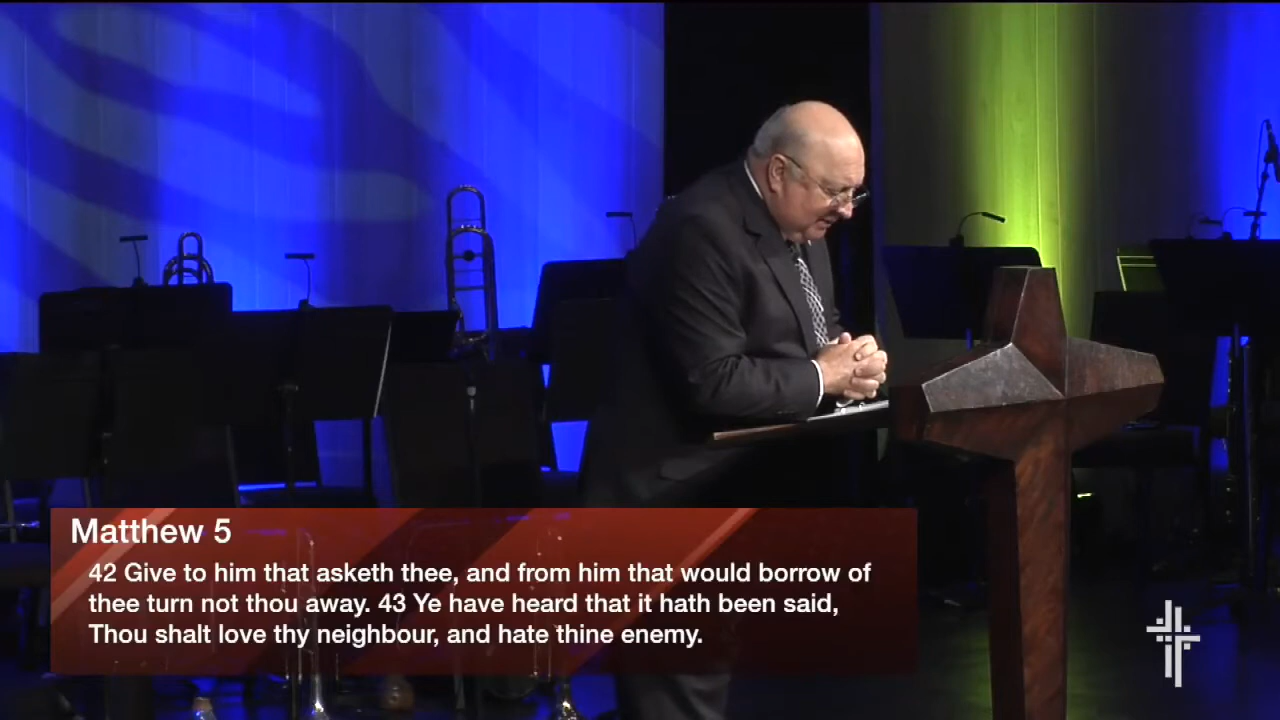 Matthew 5
42 Give to him that asketh thee, and from him that would borrow of
thee turn not thou away. 43 Ye have heard that it hath been said,
Thou shalt love thy neighbour, and hate thine enemy.